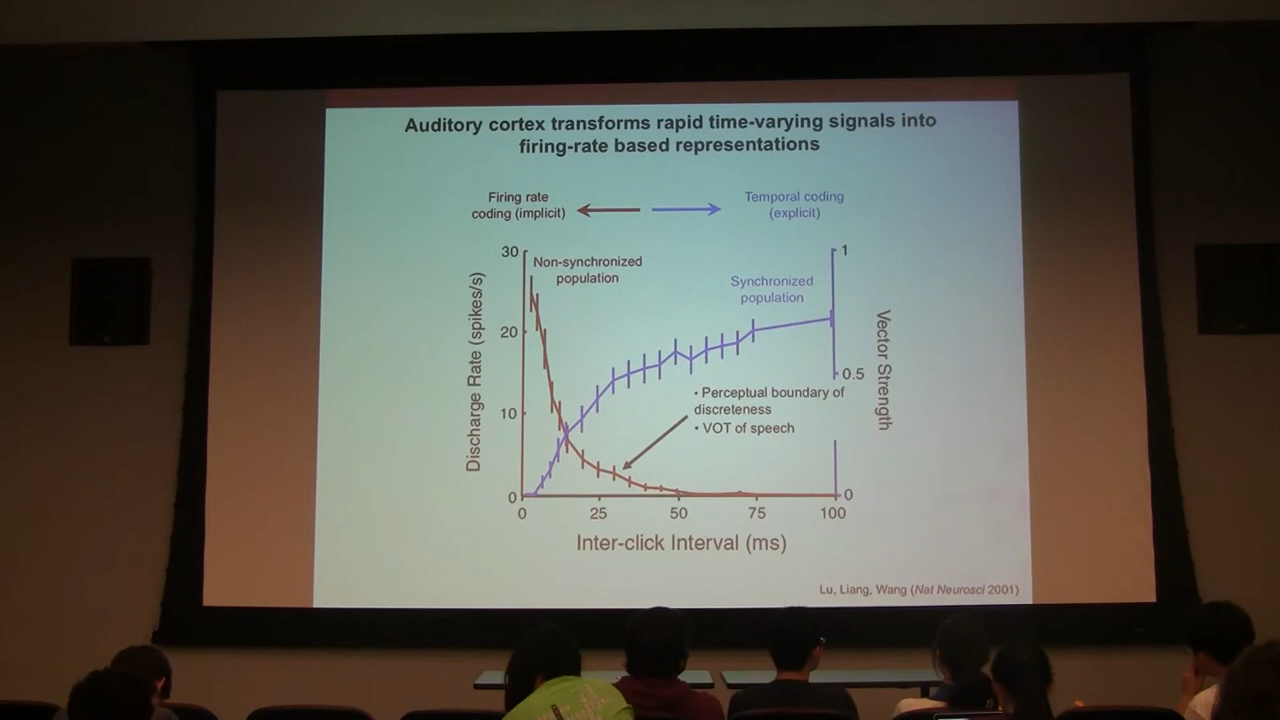 Auditory cortex transforms rapid time-varying signals into
firing-rate based representations
Firing rate
coding (implicit)
Temporal coding
(explicit)
30
20
10
0
Discharge Rate (spikes/s)
Non-synchronized
population
Synchronized
population
1
0.5
0
Vector Strength
• Perceptual boundary of
discreteness
• VOT of speech
0 25 50 75 100
Inter-click Interval (ms)
Lu, Liang, Wang (Nat Neurosci 2001)